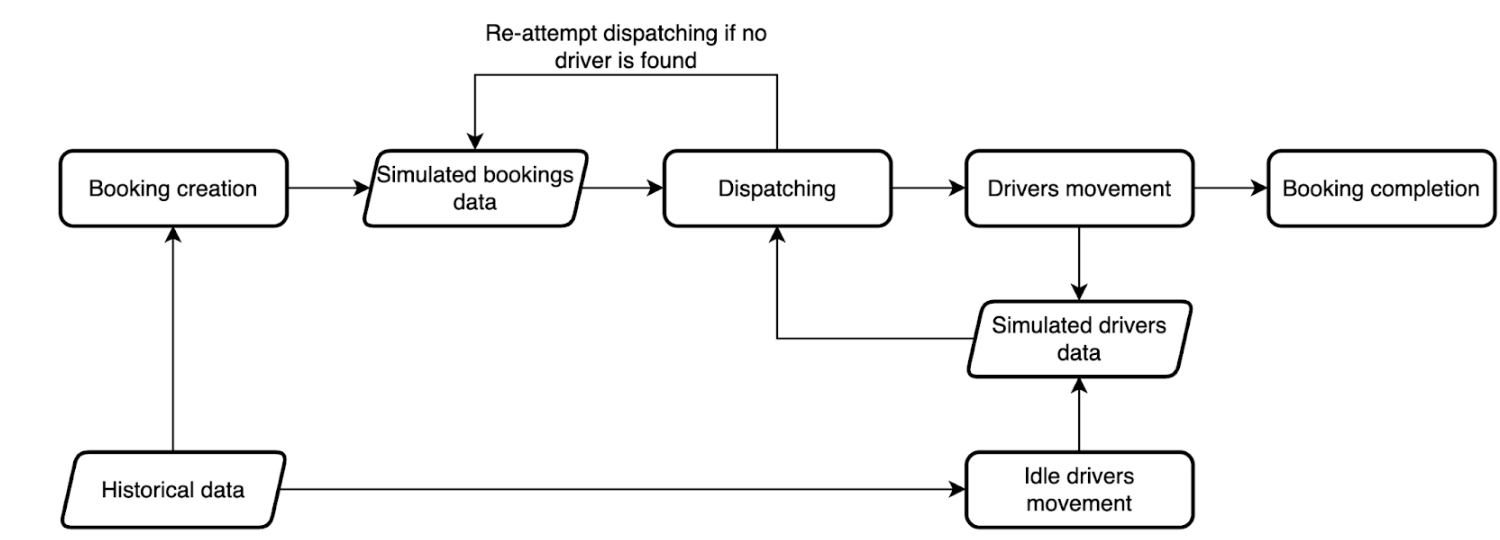 Re-attempt dispatching if no
driver is found
Booking creation
Simulated bookings
data
Dispatching
Drivers movement
Booking completion
Simulated drivers
data
Historical data
Idle drivers
movement